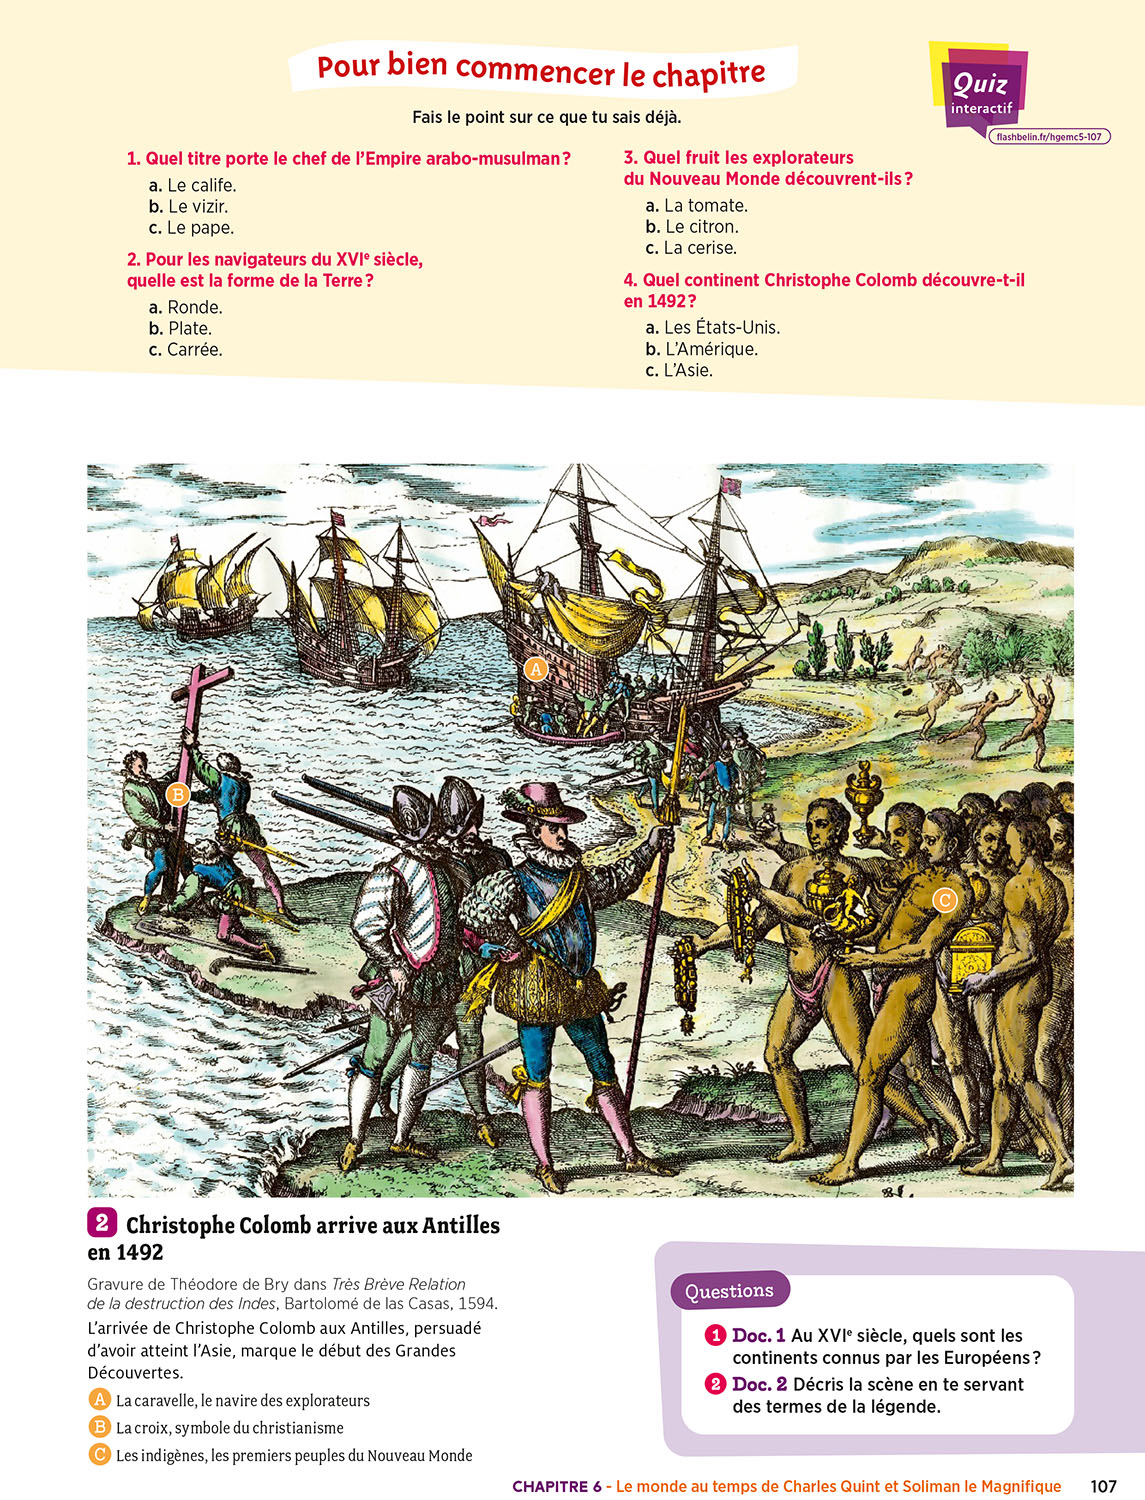 Pour bien commencer le chapitre
Fais le point sur ce que tu sais déjà.
Quiz
interactif
flashbelin.fr/hgemc5-107
1. Quel titre porte le chef de l'Empire arabo-musulman ?
a. Le calife.
b. Le vizir.
c. Le pape.
2. Pour les navigateurs du XVIe siècle,
quelle est la forme de la Terre ?
a. Ronde.
b. Plate.
c. Carrée.
3. Quel fruit les explorateurs
du Nouveau Monde découvrent-ils ?
a. La tomate.
b. Le citron.
c. La cerise.
4. Quel continent Christophe Colomb découvre-t-il
en 1492 ?
a. Les États-Unis.
b. L'Amérique.
c. L'Asie.
A
B
C
2 Christophe Colomb arrive aux Antilles
en 1492
Gravure de Théodore de Bry dans Très Brève Relation
de la destruction des Indes, Bartolomé de las Casas, 1594.
L'arrivée de Christophe Colomb aux Antilles, persuadé
d'avoir atteint l'Asie, marque le début des Grandes
Découvertes.
A La caravelle, le navire des explorateurs
B La croix, symbole du christianisme
C Les indigènes, les premiers peuples du Nouveau Monde
Questions
1 Doc. 1 Au XVIe siècle, quels sont les
continents connus par les Européens ?
2 Doc. 2 Décris la scène en te servant
des termes de la légende.
CHAPITRE 6 - Le monde au temps de Charles Quint et Soliman le Magnifique 107